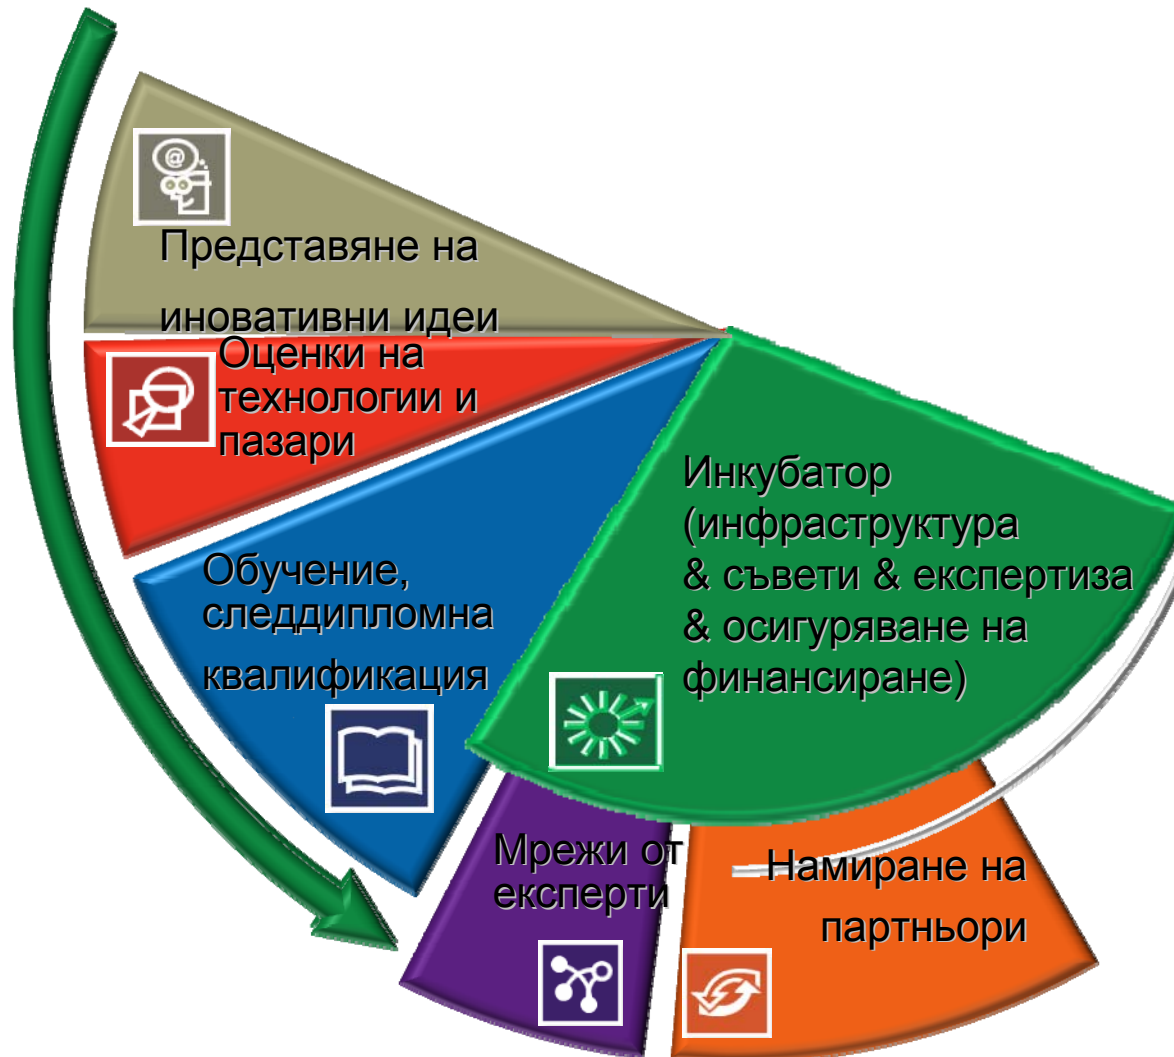 @
Представяне на
иновативни идеи
Оценки на
технологии и
пазари
Обучение,
следдипломна
квалификация
Инкубатор
(инфраструктура
& съвети & експертиза
& осигуряване на
финансиране)
Мрежи от
експерти
Намиране на
партньори